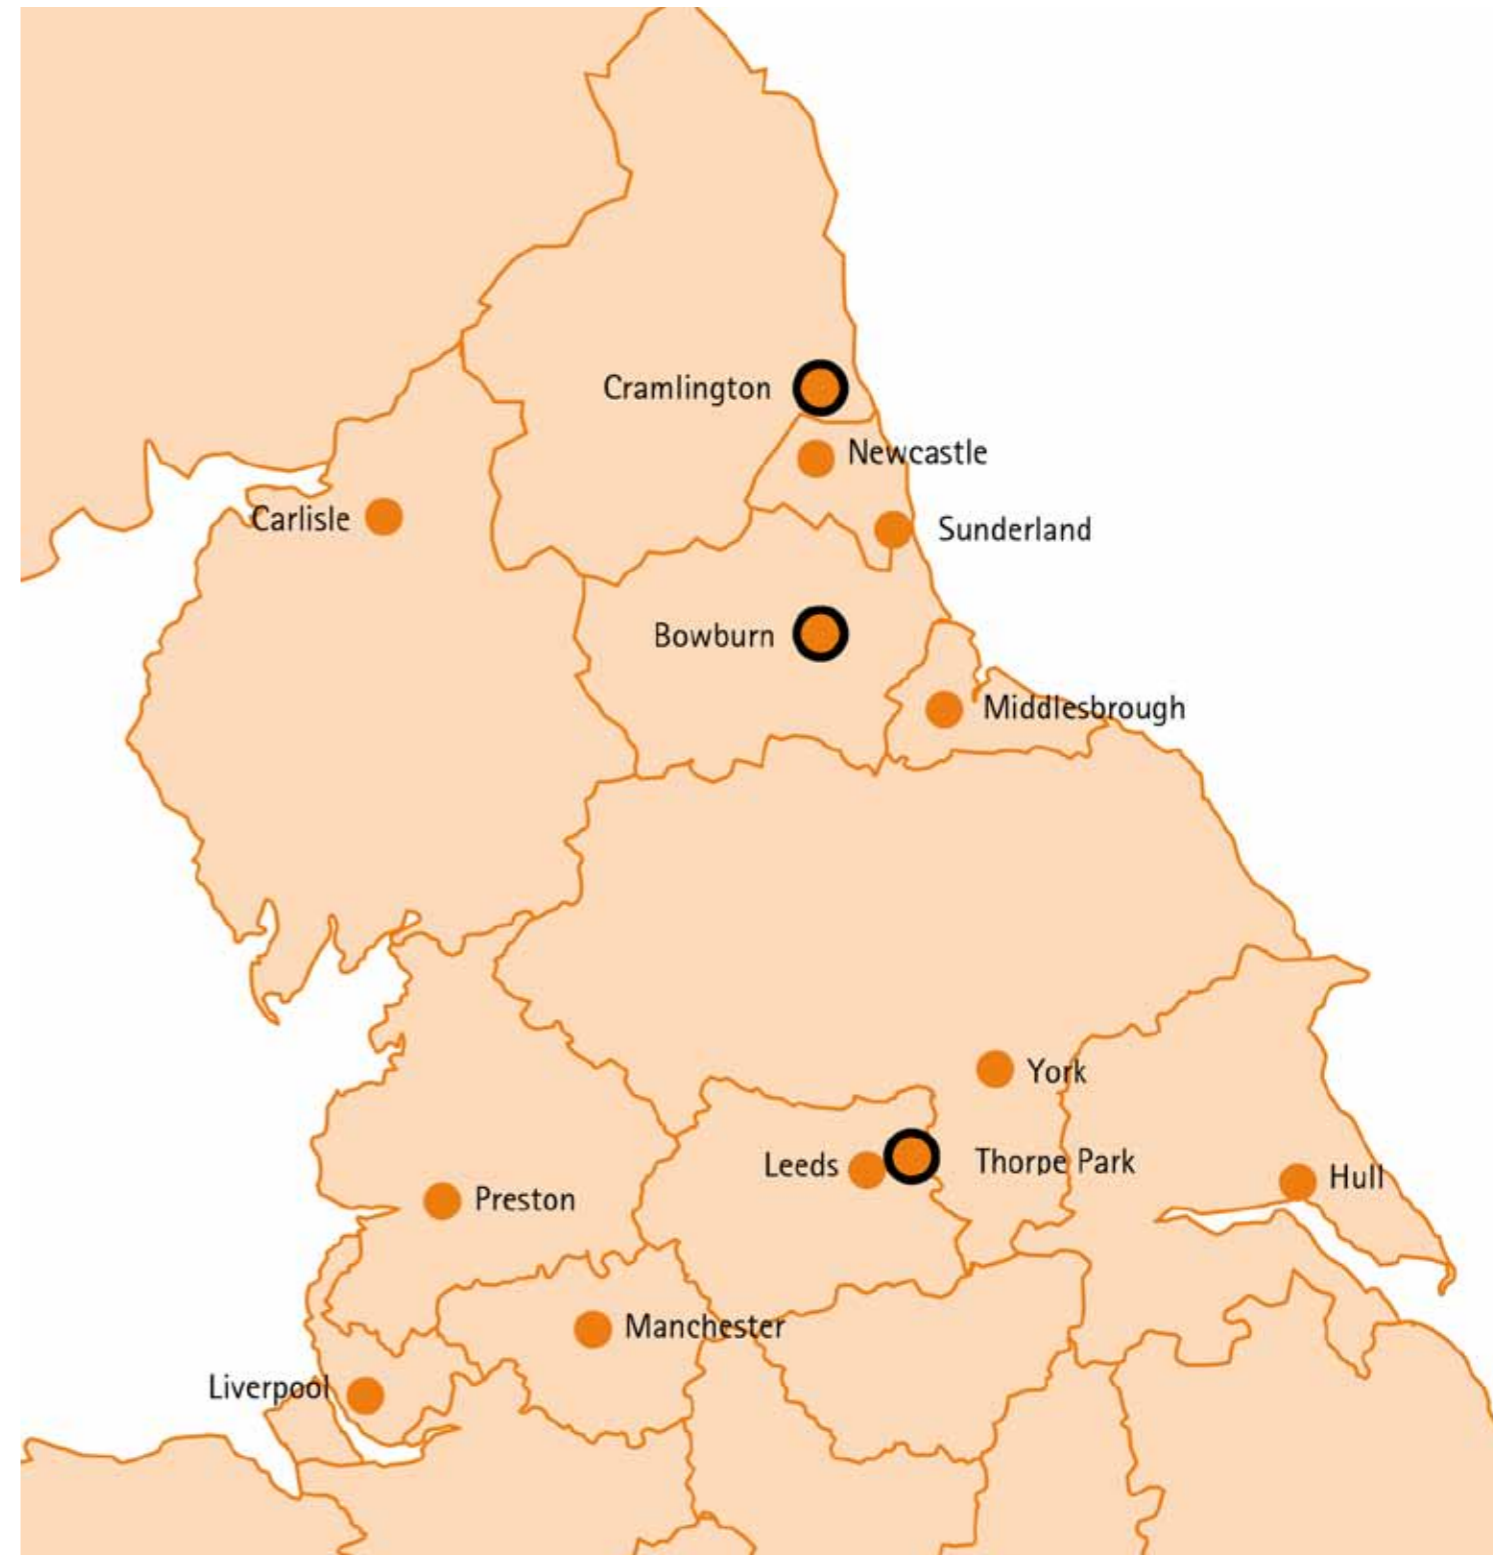 Cramlington
Newcastle
Carlisle
Sunderland
Bowburn
Middlesbrough
York
Leeds
Thorpe Park
Hull
Preston
Manchester
Liverpool